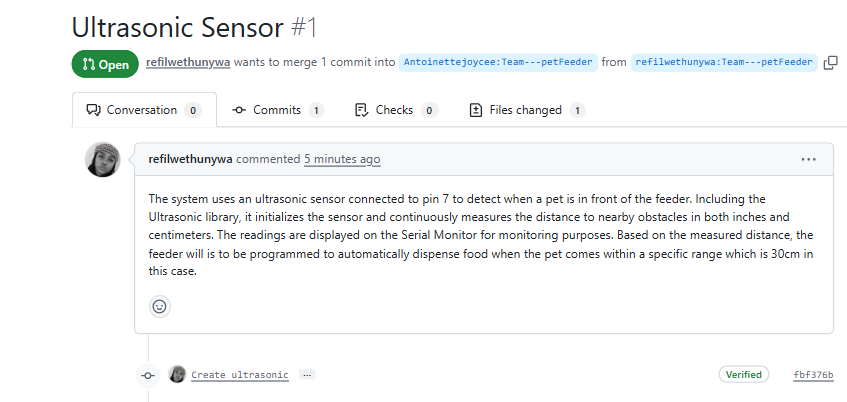 Ultrasonic Sensor #1
Open refilwethunywa wants to merge 1 commit into Antoinettejoycee:Team---petFeeder from refilwethunywa:Team---petFeeder
Conversation 0 Commits 1 Checks 0 Files changed 1
refilwethunywa commented 5 minutes ago ...
The system uses an ultrasonic sensor connected to pin 7 to detect when a pet is in front of the feeder. Including the
Ultrasonic library, it initializes the sensor and continuously measures the distance to nearby obstacles in both inches and
centimeters. The readings are displayed on the Serial Monitor for monitoring purposes. Based on the measured distance, the
feeder will is to be programmed to automatically dispense food when the pet comes within a specific range which is 30cm in
this case.
Create ultrasonic ... Verified fbf376b